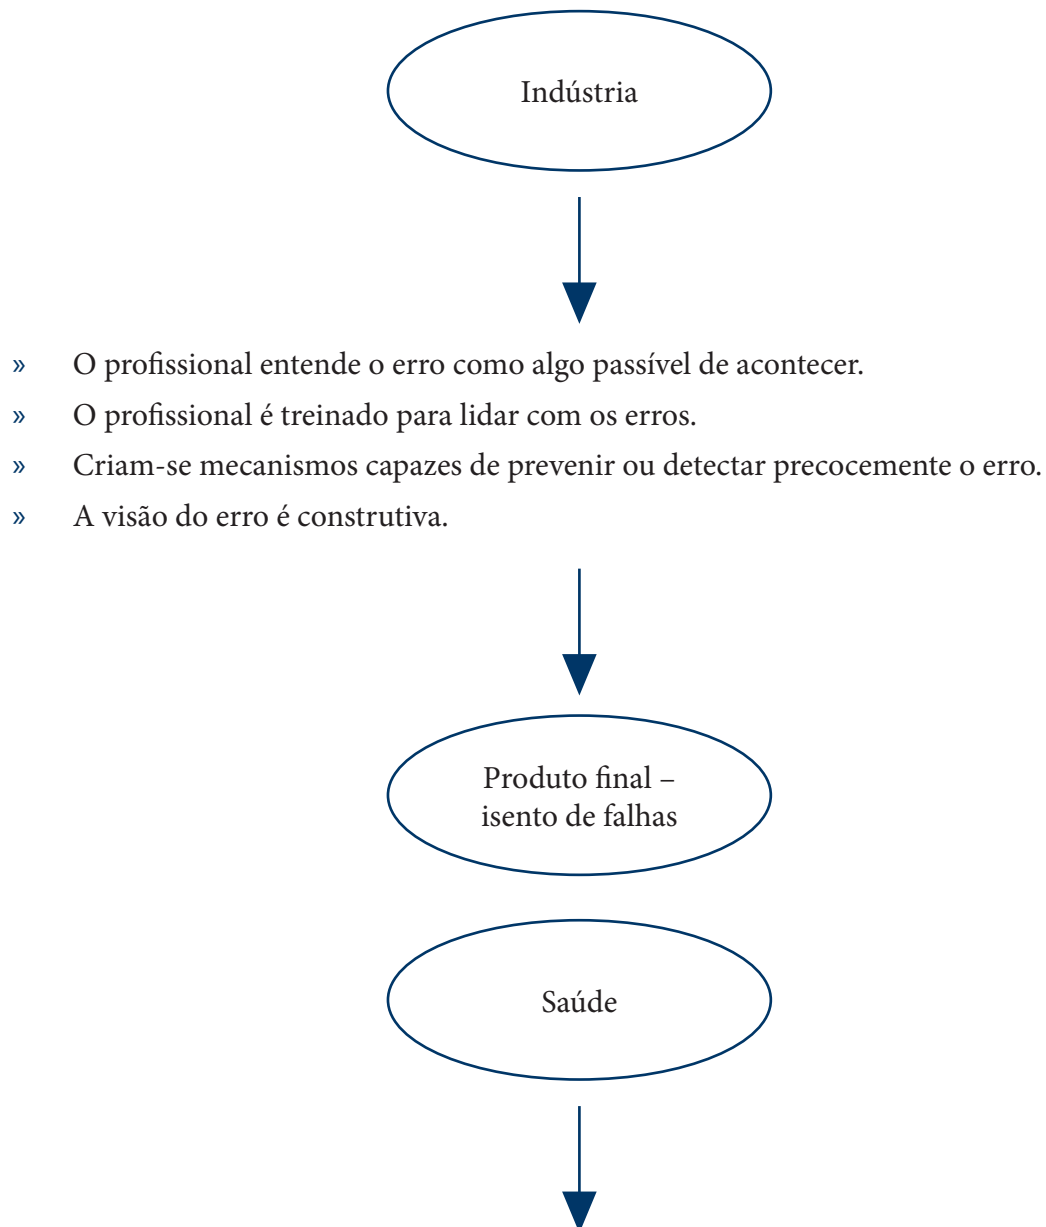 Indústria
» O profissional entende o erro como algo passível de acontecer.
» O profissional é treinado para lidar com os erros.
» Criam-se mecanismos capazes de prevenir ou detectar precocemente o erro.
» A visão do erro é construtiva.
Produto final –
isento de falhas
Saúde